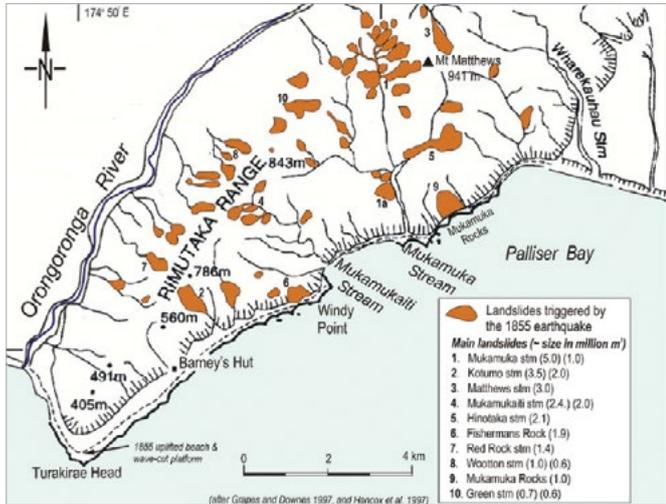 174° 50' E
N
3
Mt Matthews
941 m
1
10
Wharekauhau Stm
Orongoronga River
8
843m
5
RIMUTAKA RANGE
4
1a
9
Mukamuka
Rocks
Palliser Bay
7
786m
2
6
Mukamukaiti
Stream
Mukamuka
Stream
560m
Windy
Point
Barney's Hut
491m
405m
1855 uplifted beach &
wave-cut platform
Turakirae Head
0 2 4 km
Landslides triggered by
the 1855 earthquake
Main landslides (~ size in million m³)
1. Mukamuka stm (5.0) (1.0)
2. Kotumo stm (3.5) (2.0)
3. Matthews stm (3.0)
4. Mukamukaiti stm (2.4.) (2.0)
5. Hinotaka stm (2.1)
6. Fishermans Rock (1.9)
7. Red Rock stm (1.4)
8. Wootton stm (1.0) (0.6)
9. Mukamuka Rocks (1.0)
10. Green stm (0.7) (0.6)
(after Grapes and Downes 1997, and Hancox et al. 1997)